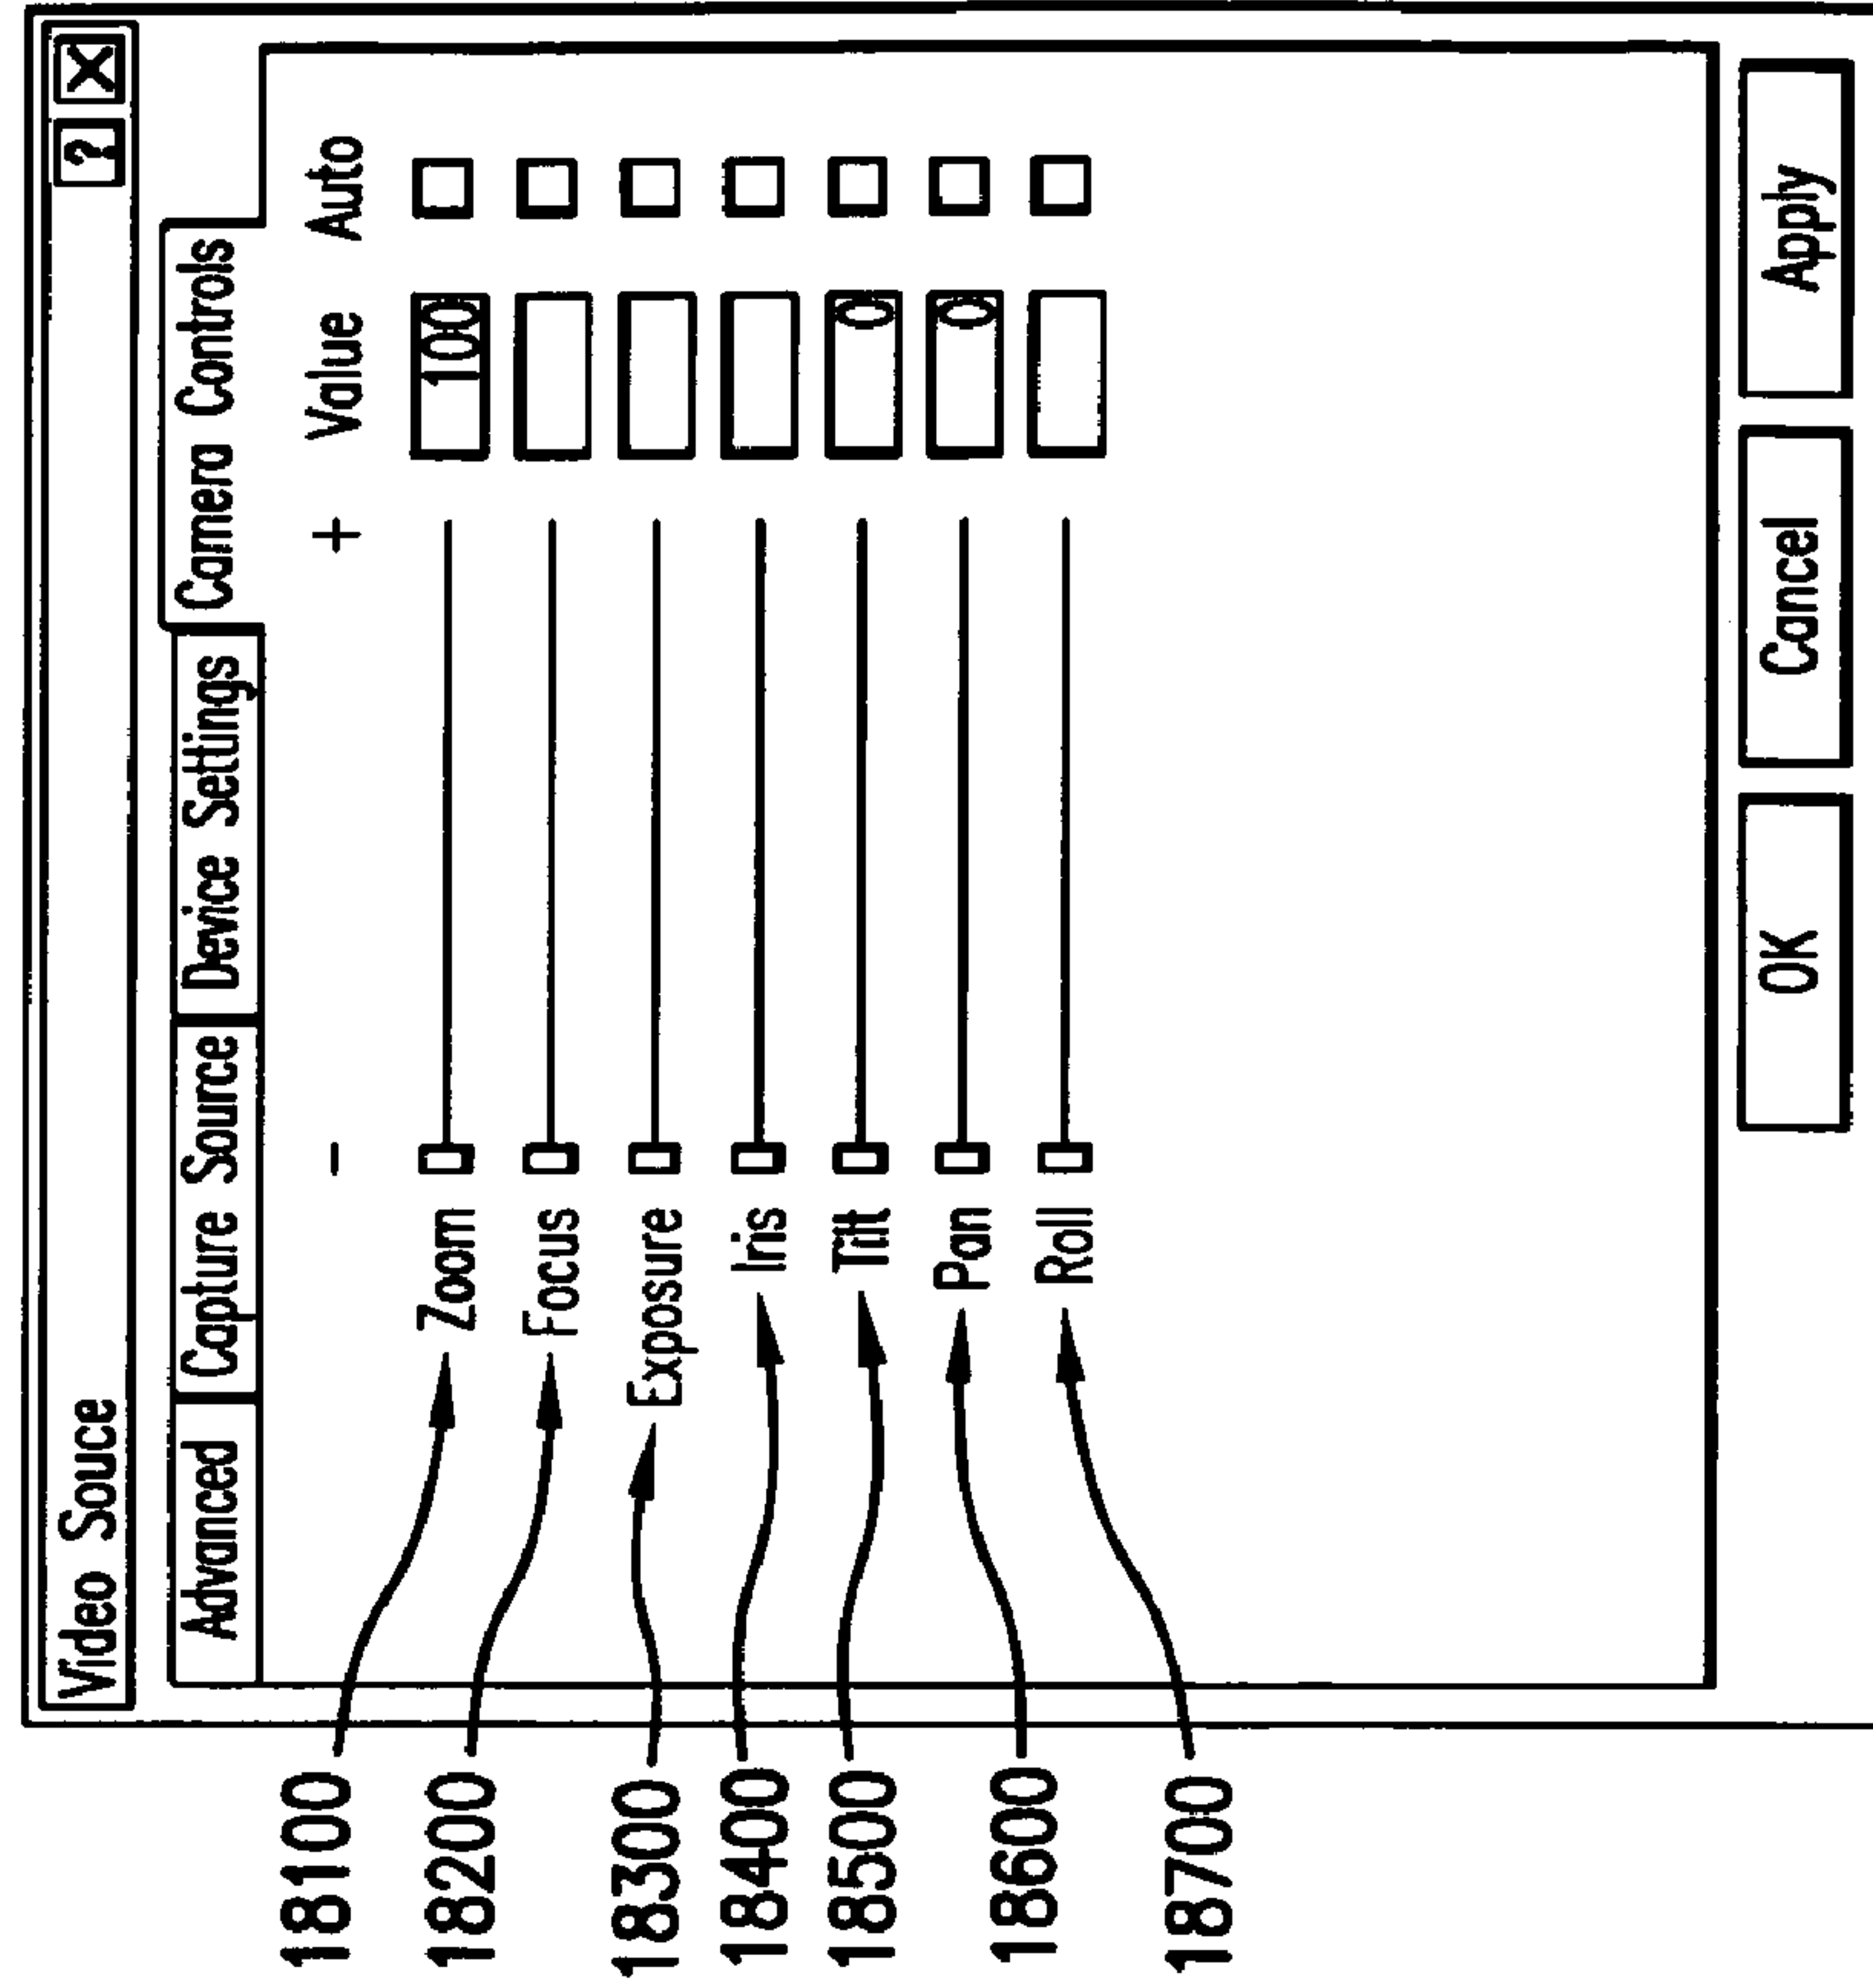 Video Souce ? X
Advanced Capture Source Device Settings Camera Controls
- + Value Auto
18100 Zoom 100
18200 Focus
18300 Exposure
18400 Iris
18500 Tilt 0
18600 Pan 0
18700 Roll
OK Cancel Apply